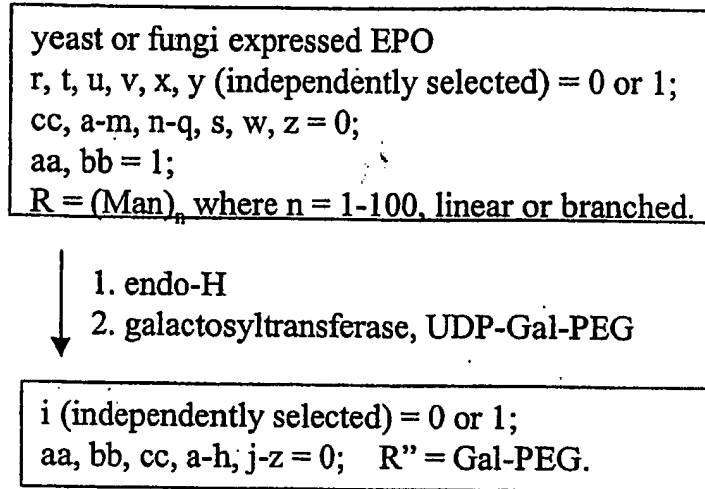 yeast or fungi expressed EPO
r, t, u, v, x, y (independently selected) = 0 or 1;
cc, a-m, n-q, s, w, z = 0;
aa, bb = 1;
R = (Man)n where n = 1-100, linear or branched.
1. endo-H
2. galactosyltransferase, UDP-Gal-PEG
i (independently selected) = 0 or 1;
aa, bb, cc, a-h, j-z = 0; R” = Gal-PEG.